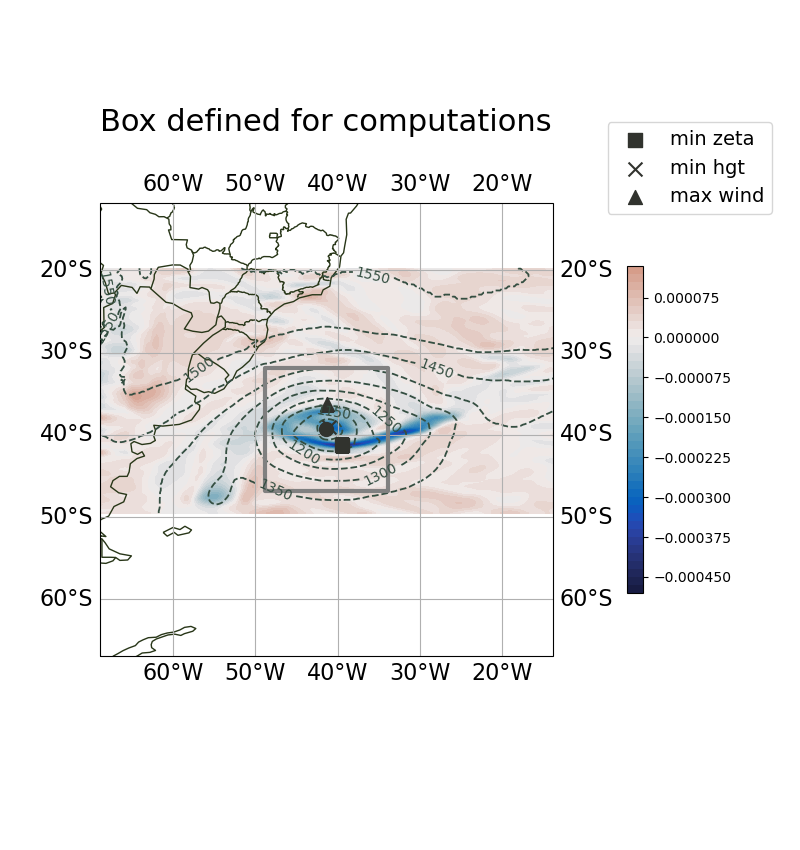 Box defined for computations
min zeta
min hgt
max wind
60°W 50°W 40°W 30°W 20°W
20°S 20°S
30°S
40°S
50°S 50°S
60°S 60°S
30°S
40°S
1550
1500
1450
1250
1200
1300
1350
0.000075
0.000000
−0.000075
−0.000150
−0.000225
−0.000300
−0.000375
−0.000450
60°W 50°W 40°W 30°W 20°W